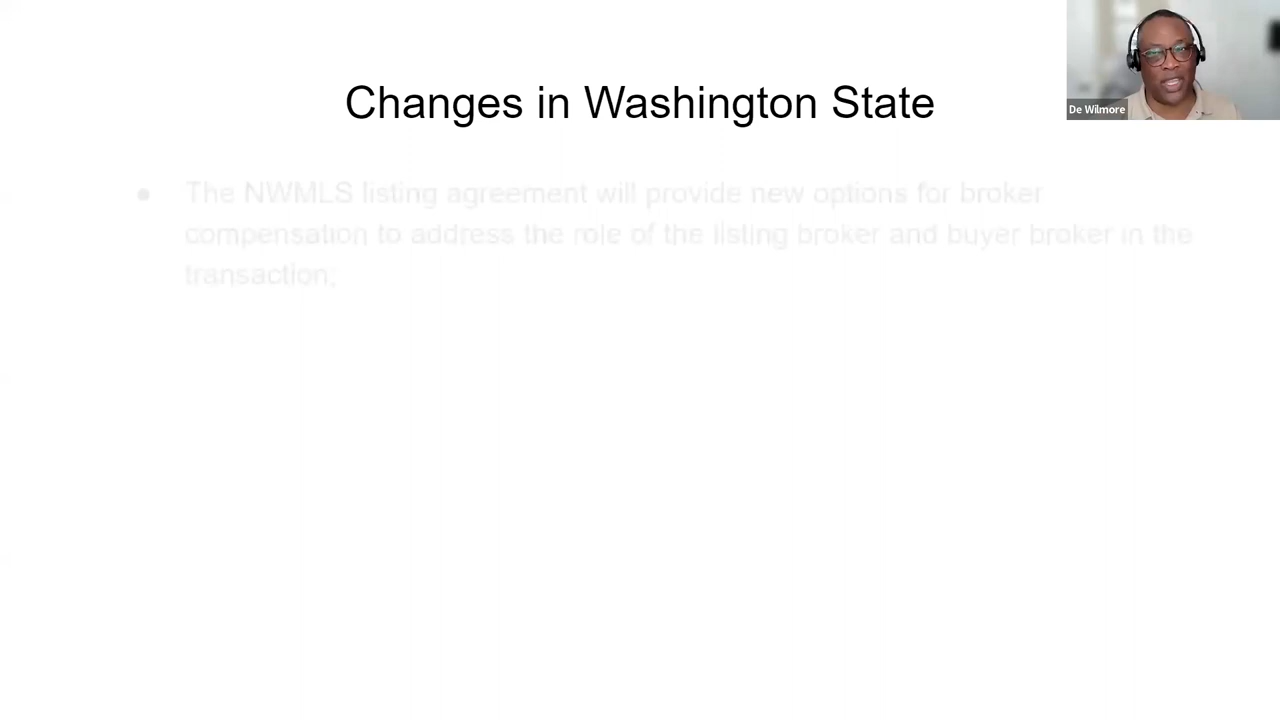 Changes in Washington State
De Wilmore
● The NWMLS listing agreement will provide new options for broker
compensation to address the role of the listing broker and buyer broker in the
transaction;